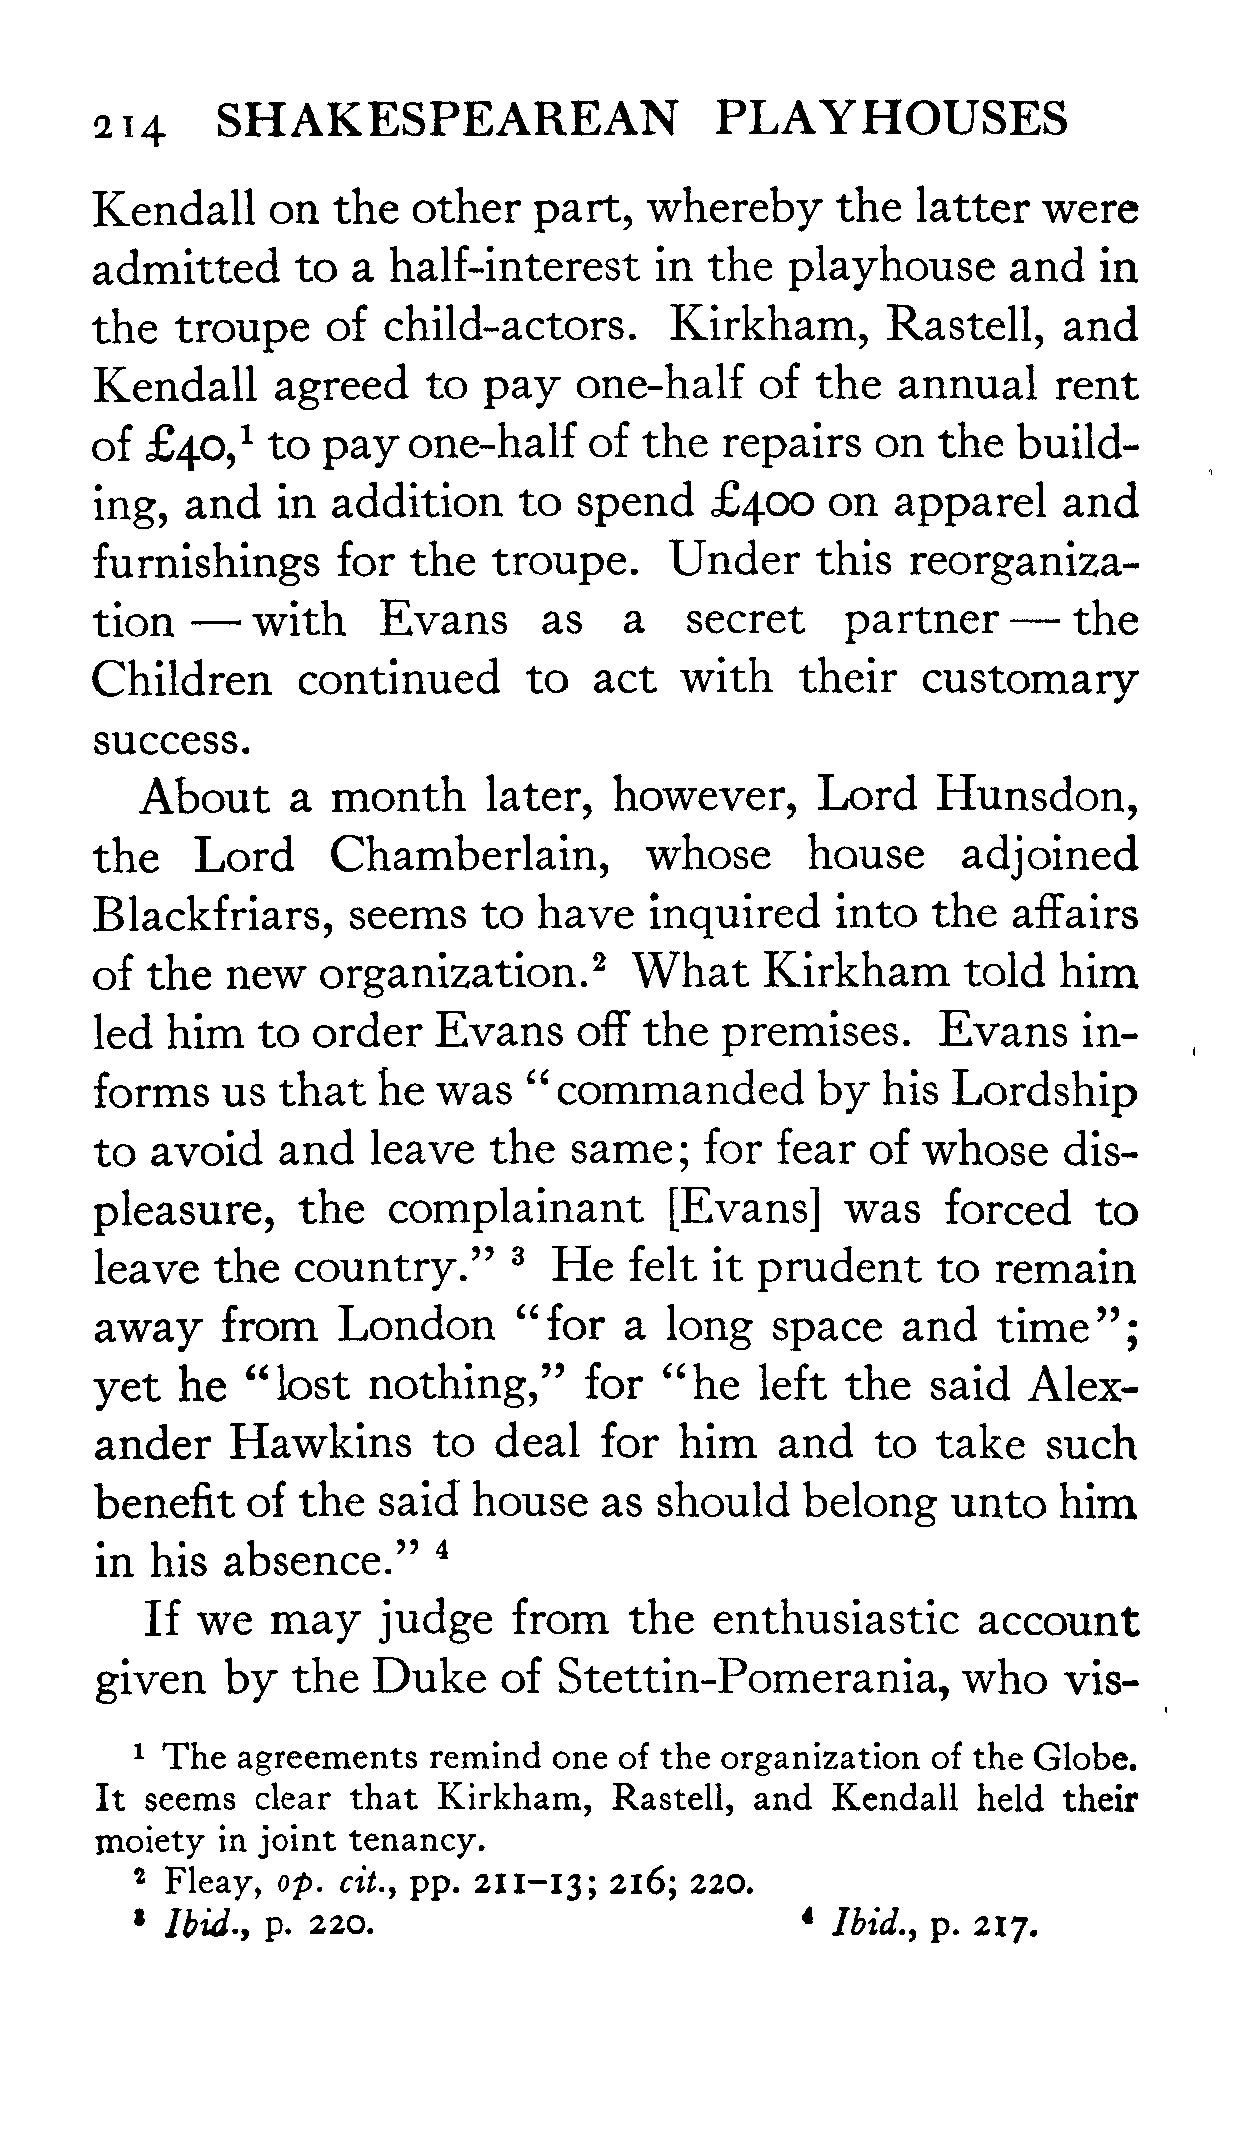 214 SHAKESPEAREAN PLAYHOUSES
Kendall on the other part, whereby the latter were
admitted to a half-interest in the playhouse and in
the troupe of child-actors. Kirkham, Rastell, and
Kendall agreed to pay one-half of the annual rent
of £40,¹ to pay one-half of the repairs on the build-
ing, and in addition to spend £400 on apparel and
furnishings for the troupe. Under this reorganiza-
tion — with Evans as a secret partner — the
Children continued to act with their customary
success.
About a month later, however, Lord Hunsdon,
the Lord Chamberlain, whose house adjoined
Blackfriars, seems to have inquired into the affairs
of the new organization.² What Kirkham told him
led him to order Evans off the premises. Evans in-
forms us that he was "commanded by his Lordship
to avoid and leave the same; for fear of whose dis-
pleasure, the complainant [Evans] was forced to
leave the country." ³ He felt it prudent to remain
away from London "for a long space and time";
yet he "lost nothing," for "he left the said Alex-
ander Hawkins to deal for him and to take such
benefit of the said house as should belong unto him
in his absence." ⁴
If we may judge from the enthusiastic account
given by the Duke of Stettin-Pomerania, who vis-
¹ The agreements remind one of the organization of the Globe.
It seems clear that Kirkham, Rastell, and Kendall held their
moiety in joint tenancy.
² Fleay, op. cit., pp. 211–13; 216; 220.
³ Ibid., p. 220. ⁴ Ibid., p. 217.